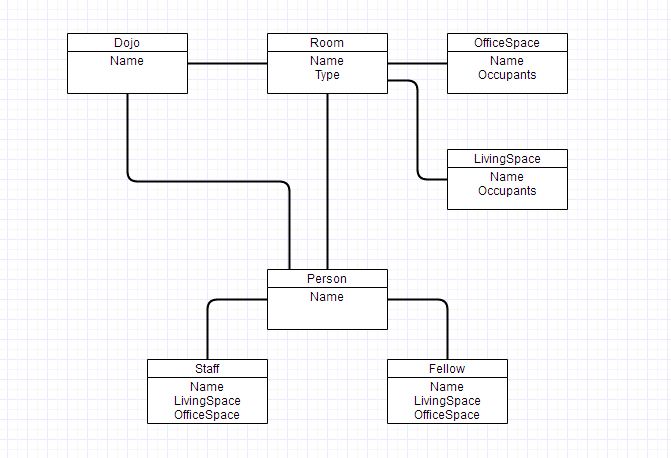 Dojo
Name
Room
Name
Type
OfficeSpace
Name
Occupants
LivingSpace
Name
Occupants
Person
Name
Staff
Name
LivingSpace
OfficeSpace
Fellow
Name
LivingSpace
OfficeSpace